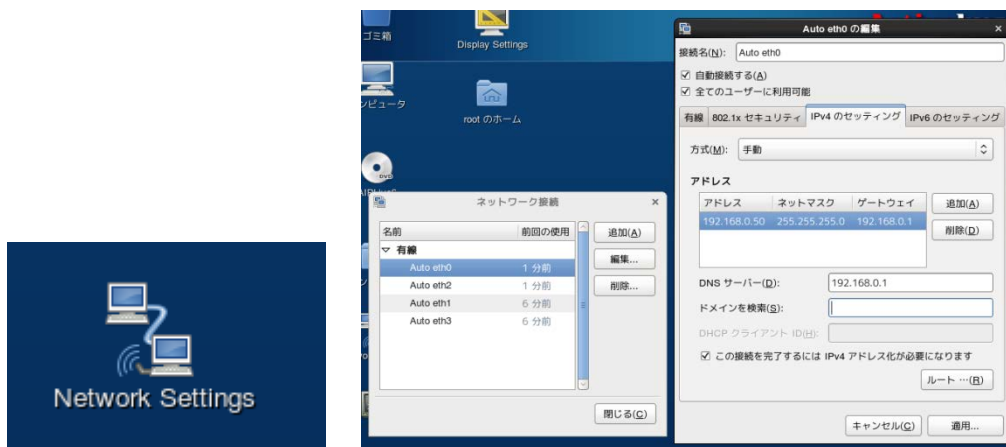 Network Settings
ゴミ箱
Display Settings
root のホーム
ネットワーク接続
名前
前回の使用
有線
Auto eth0
1 分前
Auto eth2
1 分前
Auto eth1
6 分前
Auto eth3
6 分前
追加(A)
編集...
削除...
閉じる(C)
Auto eth0 の編集
接続名(N):
Auto eth0
自動接続する(A)
全てのユーザーに利用可能
有線
802.1x セキュリティ
IPv4 のセッティング
IPv6 のセッティング
方式(M):
手動
アドレス
アドレス
ネットマスク
ゲートウェイ
192.168.0.50
255.255.255.0
192.168.0.1
追加(A)
削除(D)
DNS サーバー(D):
192.168.0.1
ドメインを検索(S):
DHCP クライアント ID(H):
この接続を完了するには IPv4 アドレス化が必要になります
ルート …(R)
キャンセル(C)
適用...